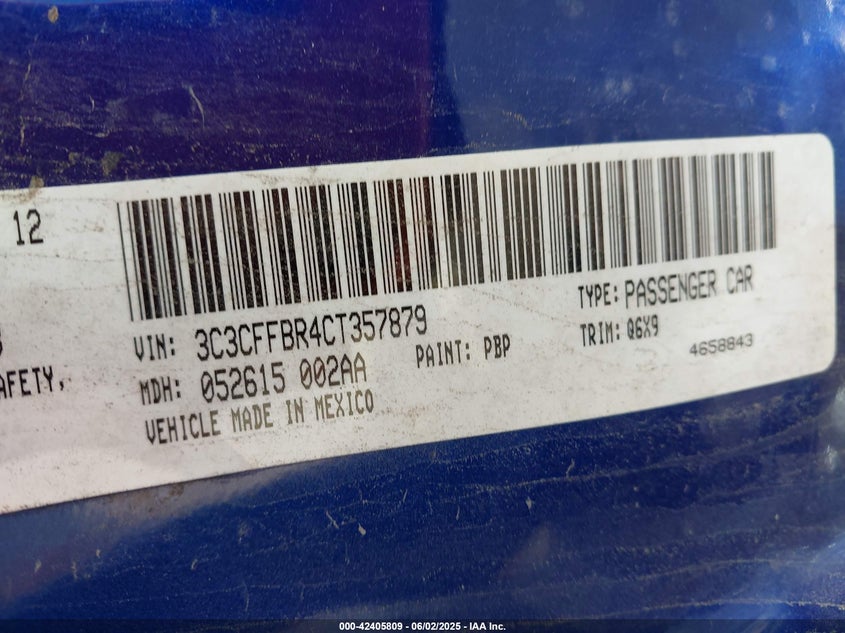 12
AFETY,
VIN: 3C3CFFBR4CT357879
TYPE: PASSENGER CAR
MDH: 052615 002AA
PAINT: PBP
TRIM: Q6X9
VEHICLE MADE IN MEXICO
4658843
000-42405809 - 06/02/2025 - IAA Inc.